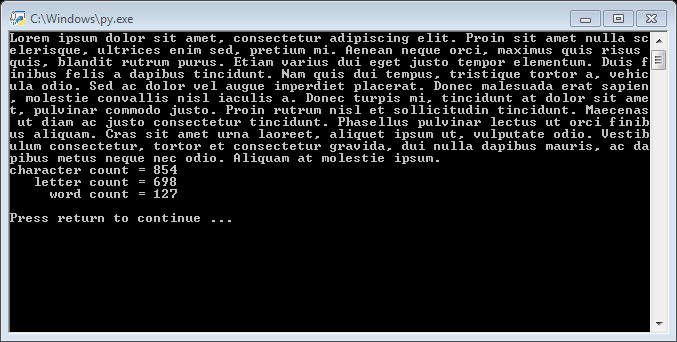 C:\Windows\py.exe
Lorem ipsum dolor sit amet, consectetur adipiscing elit. Proin sit amet nulla sc
elerisque, ultrices enim sed, pretium mi. Aenean neque orci, maximus quis risus
quis, blandit rutrum purus. Etiam varius dui eget justo tempor elementum. Duis f
inibus felis a dapibus tincidunt. Nam quis dui tempus, tristique tortor a, vehic
ula odio. Sed ac dolor vel augue imperdiet placerat. Donec malesuada erat sapien
, molestie convallis nisl iaculis a. Donec turpis mi, tincidunt at dolor sit ame
t, pulvinar commodo justo. Proin rutrum nisl et sollicitudin tincidunt. Maecenas
 ut diam ac justo consectetur tincidunt. Phasellus pulvinar lectus ut orci finib
us aliquam. Cras sit amet urna laoreet, aliquet ipsum ut, vulputate odio. Vestib
ulum consectetur, tortor et consectetur gravida, dui nulla dapibus mauris, ac da
pibus metus neque nec odio. Aliquam at molestie ipsum.
character count = 854
   letter count = 698
     word count = 127

Press return to continue ...